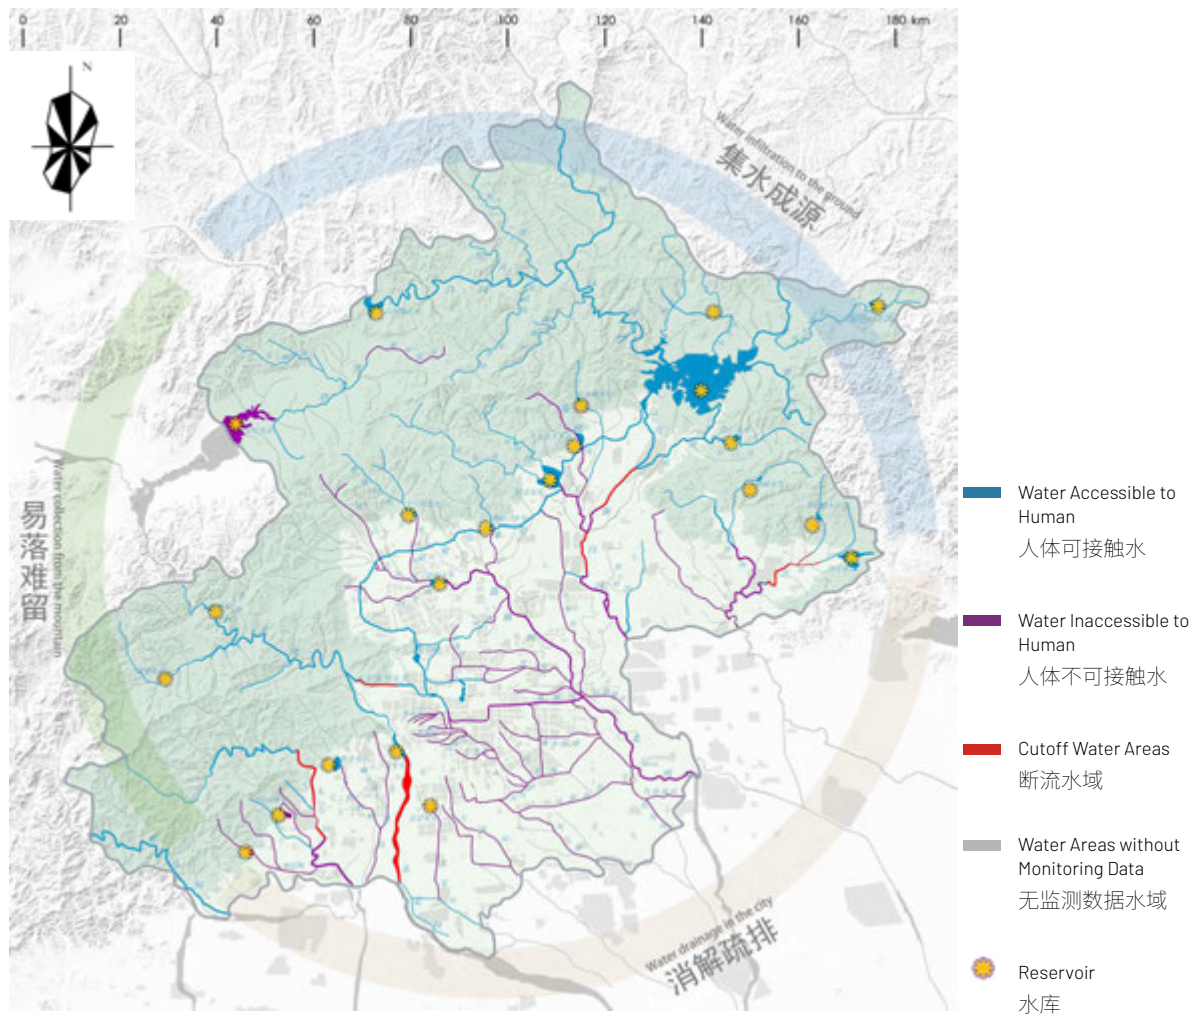 0 20 40 60 80 100 120 140 160 180 km
N
Water infiltration to the ground
集水成源
易落难留
Water collection from the mountain
Water drainage in the city
消解疏排
Water Accessible to
Human
人体可接触水
Water Inaccessible to
Human
人体不可接触水
Cutoff Water Areas
断流水域
Water Areas without
Monitoring Data
无监测数据水域
Reservoir
水库